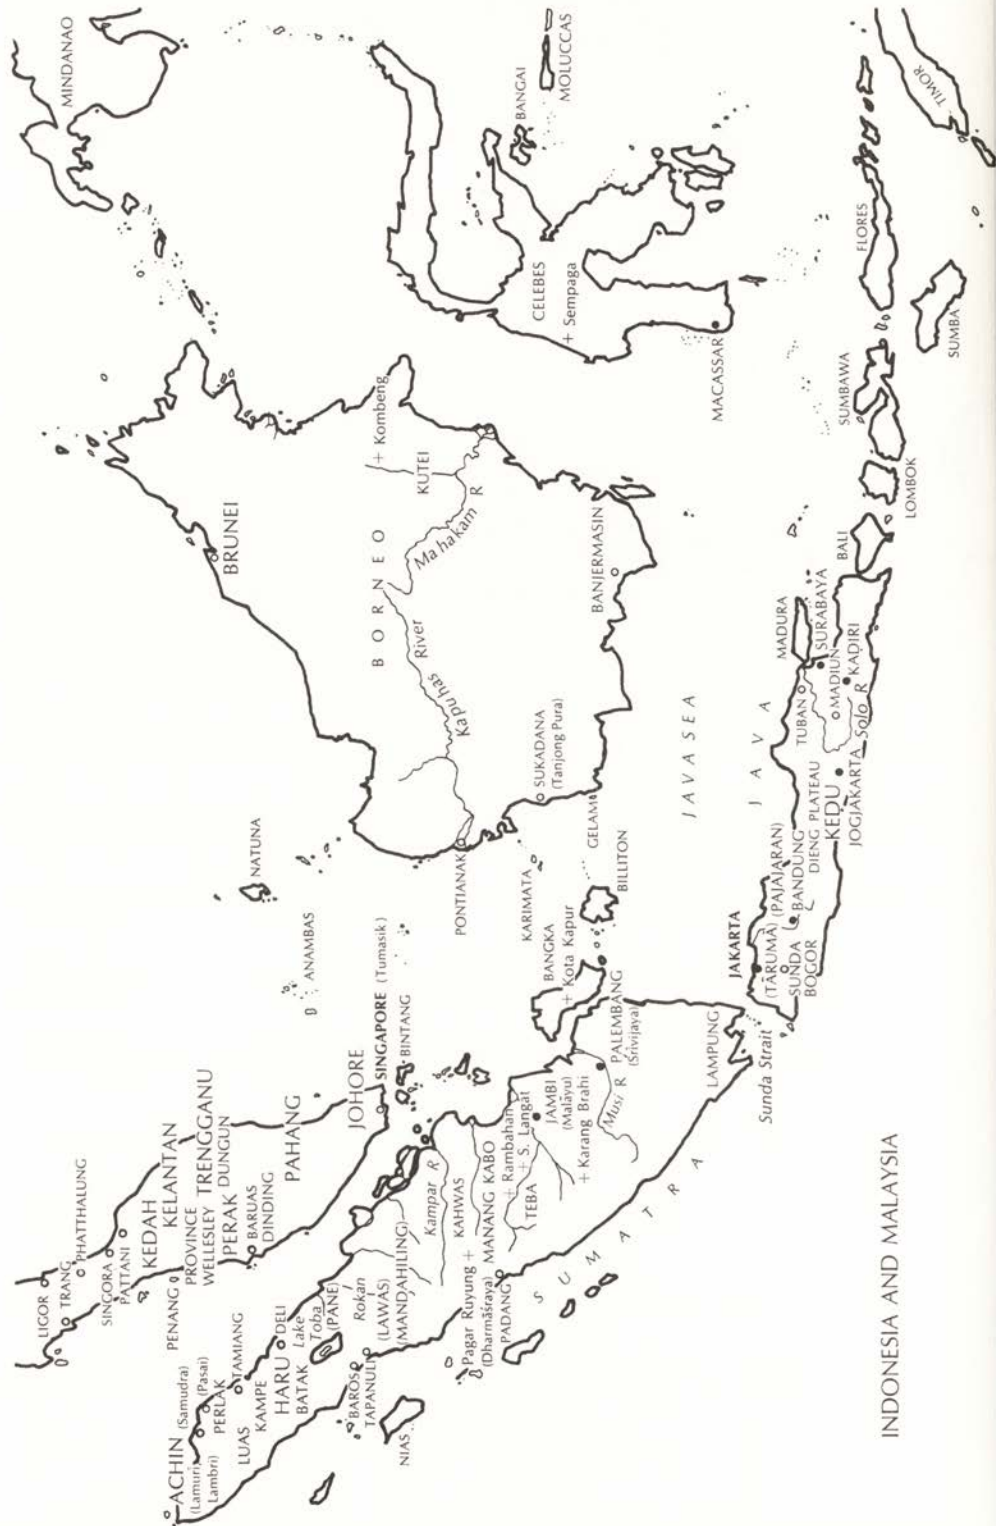 LIGOR
TRANG
PHATTHALUNG
SINGORA
PATTANI
KEDAH
KELANTAN
PENANG
PROVINCE
WELLESLEY
TRENGGANU
PERAK
DUNGUN
BARUAS
DINDING
PAHANG
JOHORE
SINGAPORE (Tumasik)
BINTANG
ANAMBAS
NATUNA
BRUNEI
MINDANAO
ACHIN
(Lamuri,
Lambri)
(Samudra)
(Pasai)
PERLAK
TAMIANG
LUAS
KAMPE
HARU
DELI
BATAK
Lake
Toba
(PANE)
BAROS
TAPANULI
Rokan
(LAWAS)
(MANDAHILING)
NIAS
Kampar R
KAHWAS
Pagar Ruyung +
(Dharmāśraya)
MANANG KABO
PADANG
+ Rambahan
TEBA
+ S. Langat
JAMBI
(Malāyu)
+ Karang Brahi
Musi R
PALEMBANG
(Srivijaya)
LAMPUNG
S U M A T R A
Sunda Strait
BANGKA
+ Kota Kapur
BILLITON
KARIMATA
GELAM
PONTIANAK
SUKADANA
(Tanjong Pura)
B O R N E O
Kapuhas River
Mahakam R
KUTEI
+ Kombeng
BANJERMASIN
CELEBES
+ Sempaga
MACASSAR
BANGAI
MOLUCCAS
JAVA SEA
J A V A
JAKARTA
(TĀRUMĀ)
(PAJAJARAN)
SUNDA
BOGOR
BANDUNG
DIENG PLATEAU
KEDU
JOGJAKARTA
TUBAN
MADIUN
Solo R
KADIRI
SURABAYA
MADURA
BALI
LOMBOK
SUMBAWA
FLORES
SUMBA
TIMOR
INDONESIA AND MALAYSIA